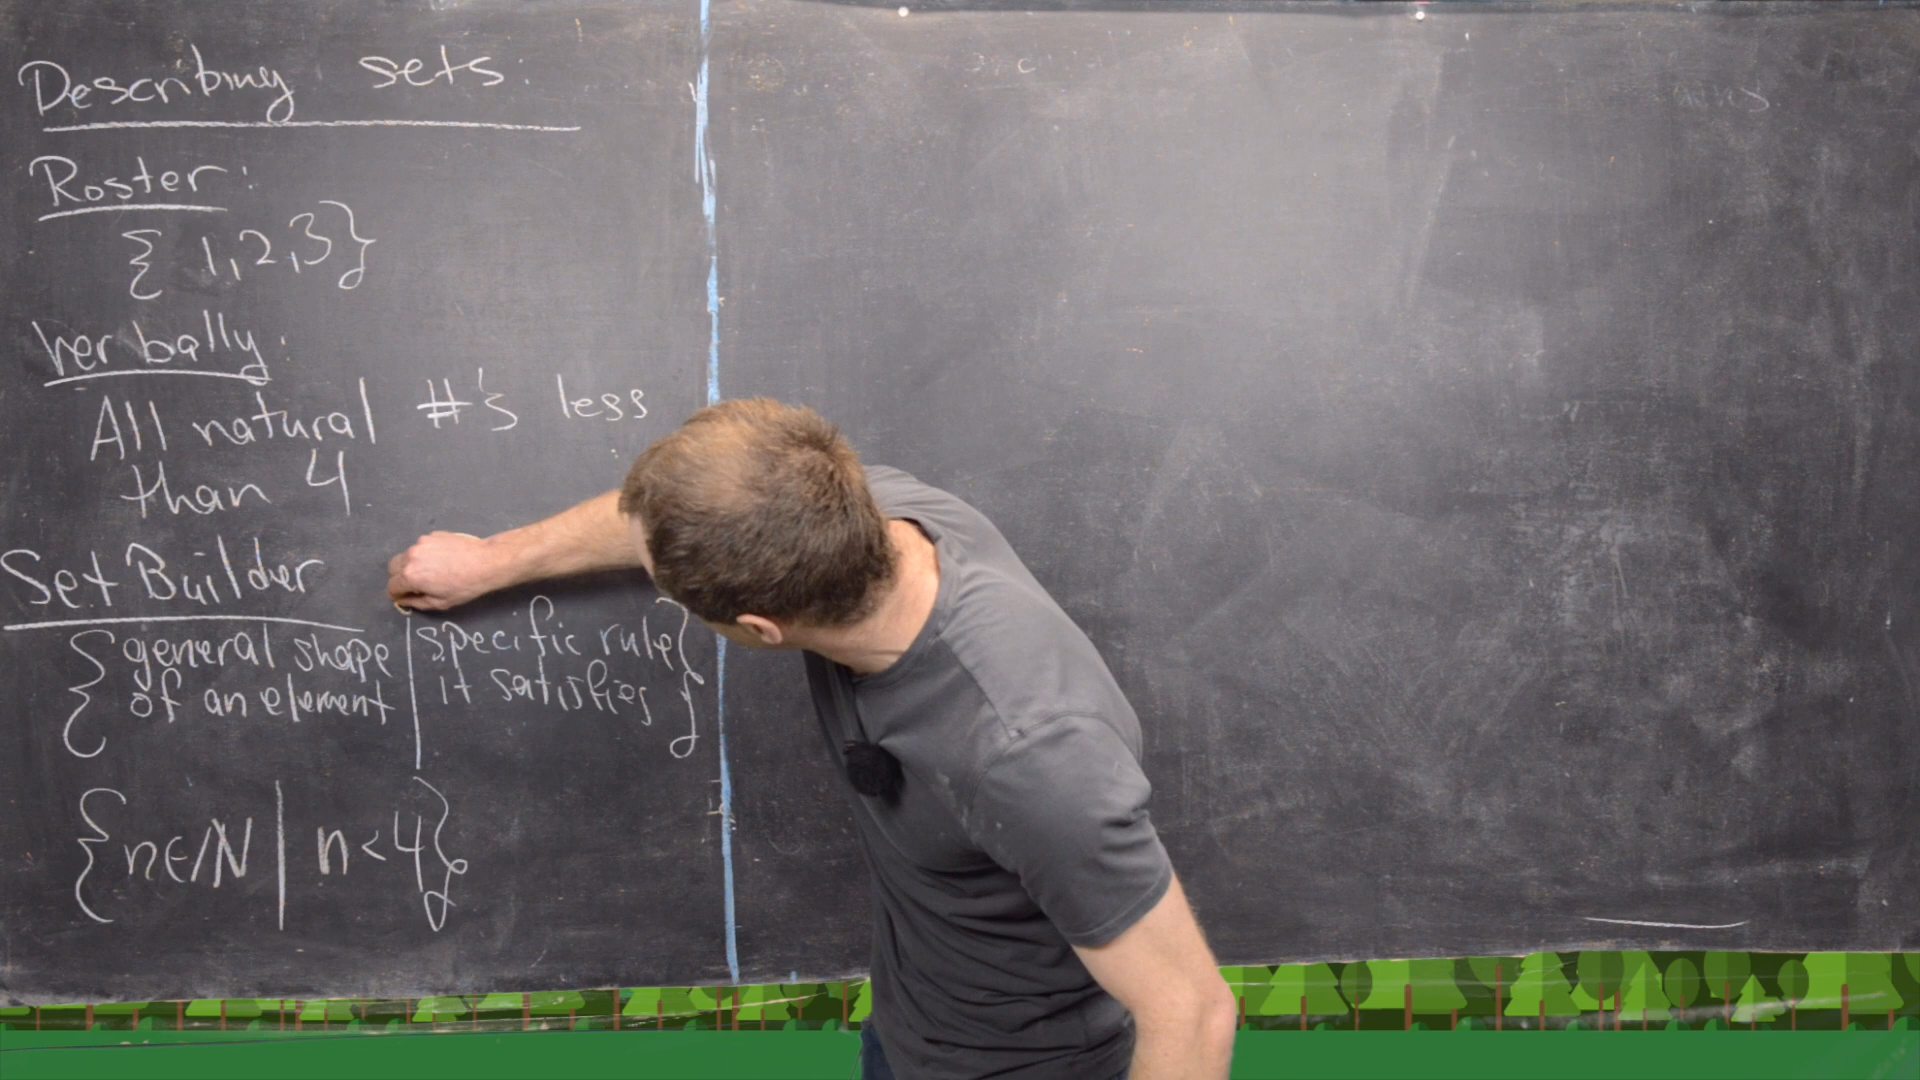 Describing sets:
Roster:
{ 1,2,3}
Verbally:
All natural #'s less
than 4
Set Builder
{ general shape | specific rule }
of an element | it satisfies
{n∈ℕ | n<4}